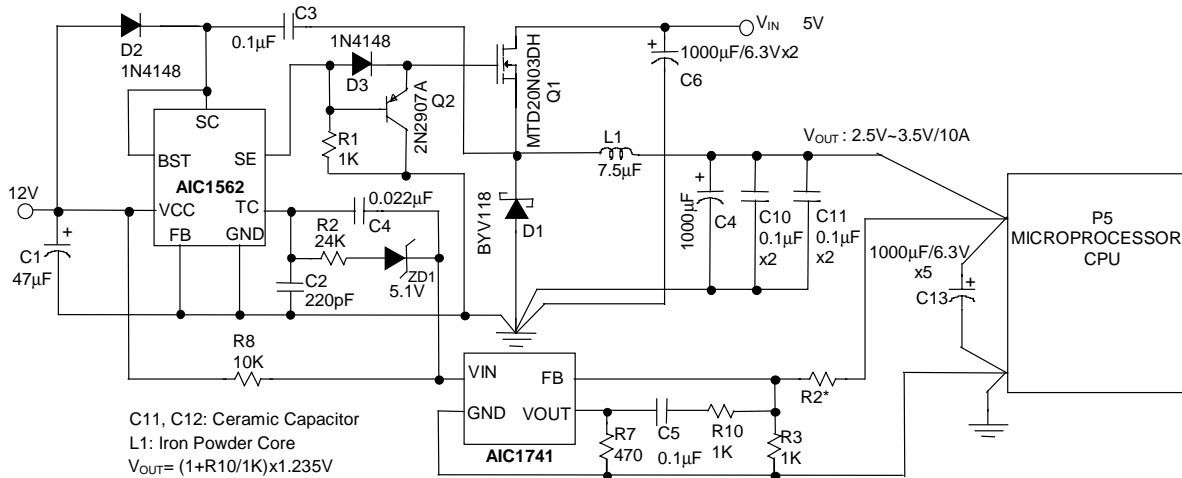 D2
1N4148
C3
0.1µF
1N4148
D3
2N2907A
Q2
MTD20N03DH
Q1
VIN 5V
1000µF/6.3Vx2
+
C6
SC
BST SE
AIC1562
VCC TC
FB GND
12V
+
C1
47µF
R1
1K
0.022µF
C4
R2
24K
ZD1
5.1V
C2
220pF
BYV118
D1
L1
7.5µF
VOUT: 2.5V~3.5V/10A
+
1000µF
C4
C10
0.1µF
x2
C11
0.1µF
x2
P5
MICROPROCESSOR
CPU
1000µF/6.3V
x5
+
C13
R8
10K
VIN FB
GND VOUT
AIC1741
R2*
R7
470
C5
0.1µF
R10
1K
R3
1K
C11, C12: Ceramic Capacitor
L1: Iron Powder Core
VOUT= (1+R10/1K)x1.235V